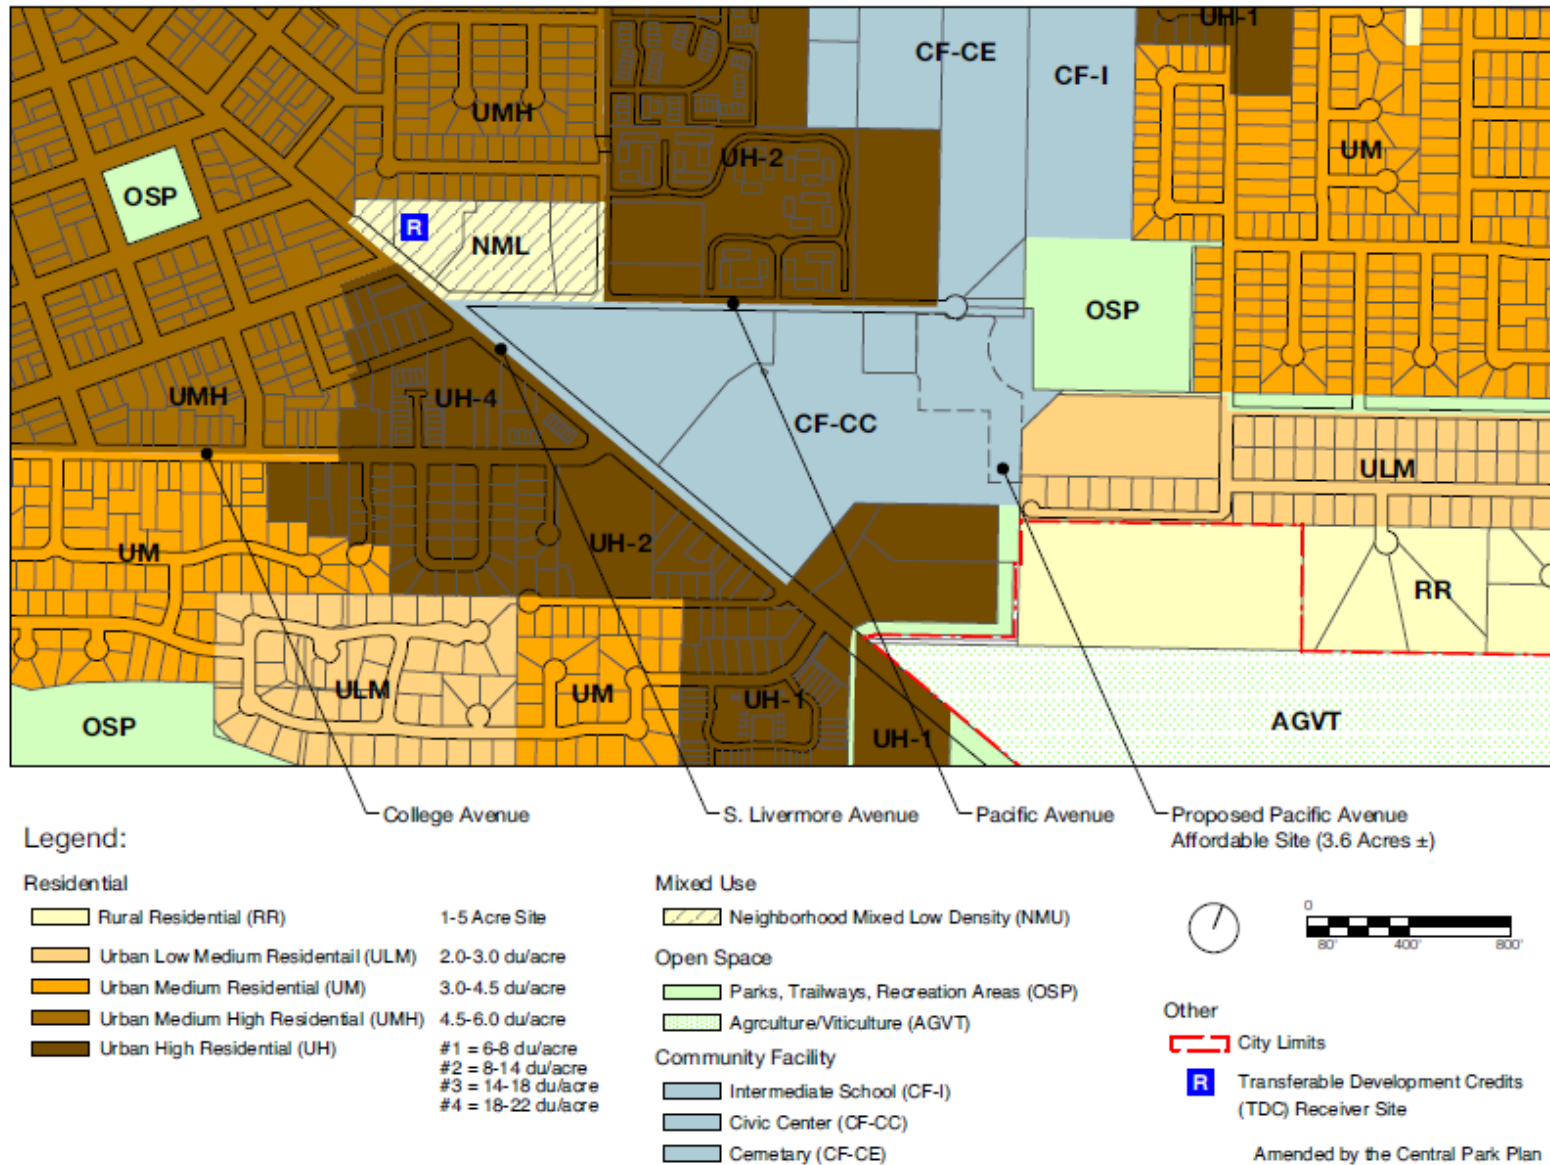 UH-1
CF-CE
CF-I
UMH
UH-2
UM
OSP
R
NML
OSP
UMH
UH-4
CF-CC
ULM
UM
UH-2
RR
ULM
UM
UH-1
OSP
UH-1
AGVT
College Avenue
S. Livermore Avenue
Pacific Avenue
Proposed Pacific Avenue
Affordable Site (3.6 Acres ±)
Legend:
Residential
Rural Residential (RR) 1-5 Acre Site
Urban Low Medium Residentail (ULM) 2.0-3.0 du/acre
Urban Medium Residential (UM) 3.0-4.5 du/acre
Urban Medium High Residential (UMH) 4.5-6.0 du/acre
Urban High Residential (UH) #1 = 6-8 du/acre
#2 = 8-14 du/acre
#3 = 14-18 du/acre
#4 = 18-22 du/acre
Mixed Use
Neighborhood Mixed Low Density (NMU)
Open Space
Parks, Trailways, Recreation Areas (OSP)
Agrculture/Viticulture (AGVT)
Community Facility
Intermediate School (CF-I)
Civic Center (CF-CC)
Cemetary (CF-CE)
0
80' 400' 800'
Other
City Limits
R Transferable Development Credits
(TDC) Receiver Site
Amended by the Central Park Plan